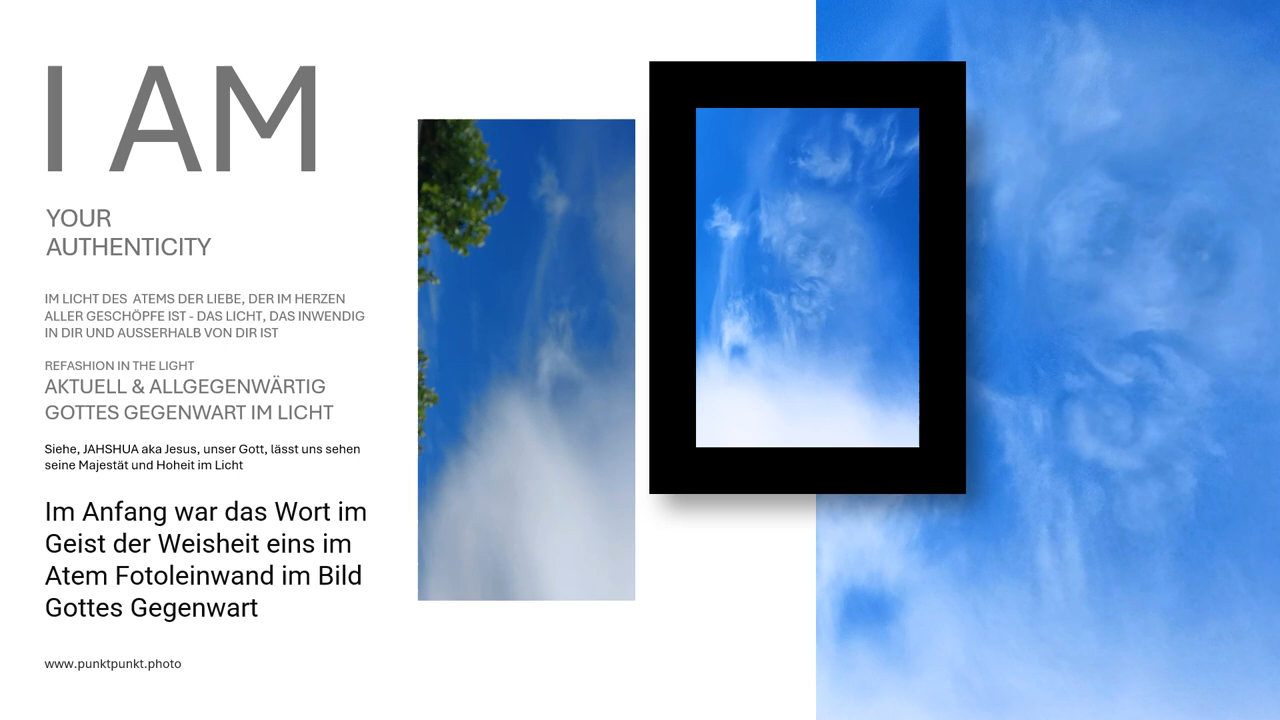 I AM
YOUR
AUTHENTICITY
IM LICHT DES  ATEMS DER LIEBE, DER IM HERZEN
ALLER GESCHÖPFE IST - DAS LICHT, DAS INWENDIG
IN DIR UND AUSSERHALB VON DIR IST
REFASHION IN THE LIGHT
AKTUELL & ALLGEGENWÄRTIG
GOTTES GEGENWART IM LICHT
Siehe, JAHSHUA aka Jesus, unser Gott, lässt uns sehen
seine Majestät und Hoheit im Licht
Im Anfang war das Wort im
Geist der Weisheit eins im
Atem Fotoleinwand im Bild
Gottes Gegenwart
www.punktpunkt.photo